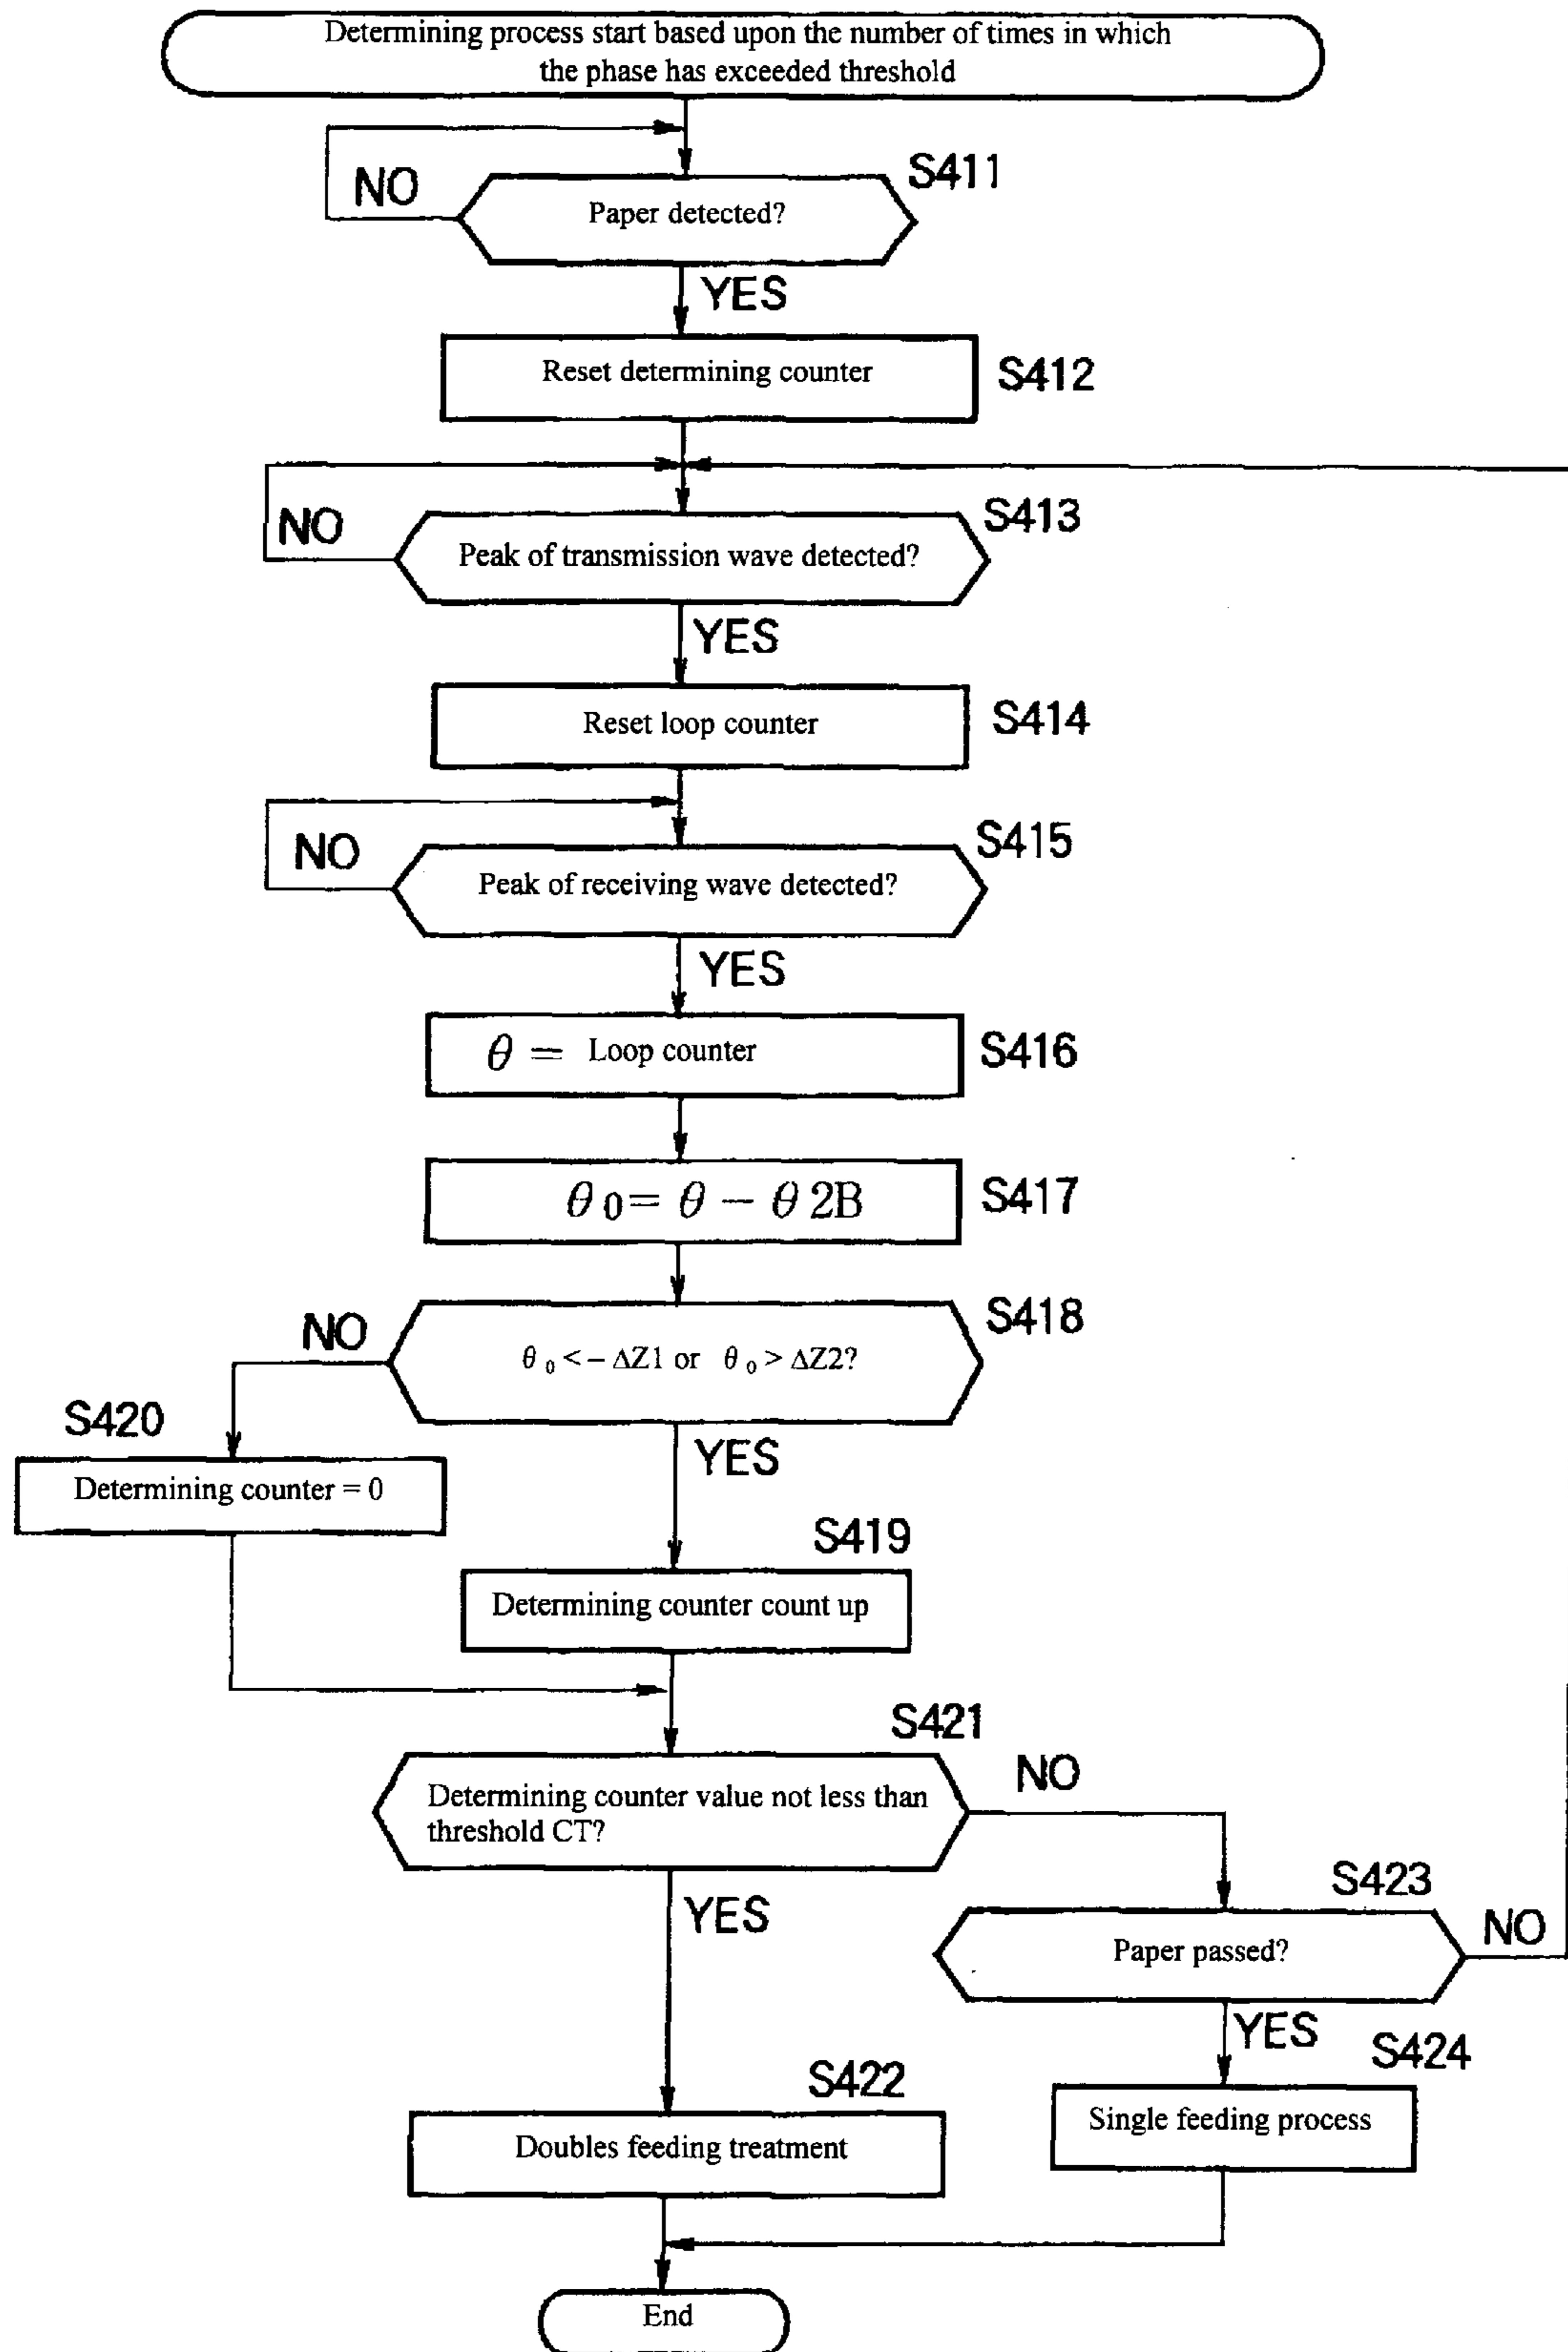 Determining process start based upon the number of times in which
the phase has exceeded threshold
NO
S411
Paper detected?
YES
Reset determining counter
S412
NO
S413
Peak of transmission wave detected?
YES
Reset loop counter
S414
NO
S415
Peak of receiving wave detected?
YES
θ = Loop counter
S416
θ 0= θ − θ 2B
S417
NO
S418
θ 0 < − ΔZ1 or θ 0 > ΔZ2?
S420
YES
Determining counter = 0
S419
Determining counter count up
S421
NO
Determining counter value not less than
threshold CT?
S423
YES
NO
Paper passed?
YES
S424
S422
Single feeding process
Doubles feeding treatment
End